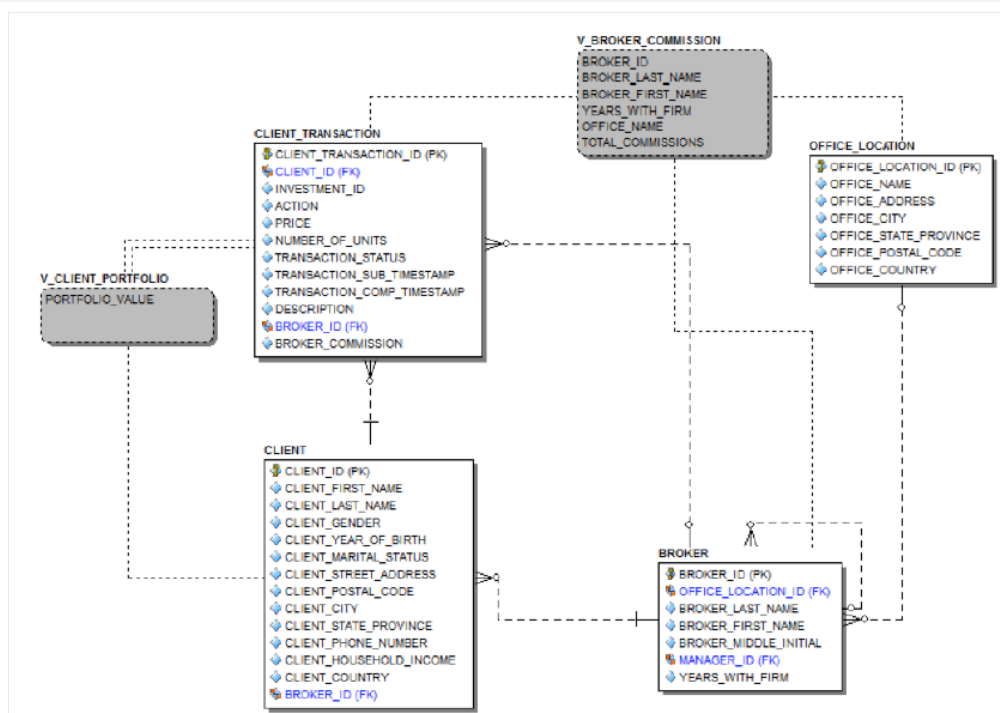 V_BROKER_COMMISSION
BROKER_ID
BROKER_LAST_NAME
BROKER_FIRST_NAME
YEARS_WITH_FIRM
OFFICE_NAME
TOTAL_COMMISSIONS
CLIENT_TRANSACTION
CLIENT_TRANSACTION_ID (PK)
CLIENT_ID (FK)
INVESTMENT_ID
ACTION
PRICE
NUMBER_OF_UNITS
TRANSACTION_STATUS
TRANSACTION_SUB_TIMESTAMP
TRANSACTION_COMP_TIMESTAMP
DESCRIPTION
BROKER_ID (FK)
BROKER_COMMISSION
OFFICE_LOCATION
OFFICE_LOCATION_ID (PK)
OFFICE_NAME
OFFICE_ADDRESS
OFFICE_CITY
OFFICE_STATE_PROVINCE
OFFICE_POSTAL_CODE
OFFICE_COUNTRY
V_CLIENT_PORTFOLIO
PORTFOLIO_VALUE
CLIENT
CLIENT_ID (PK)
CLIENT_FIRST_NAME
CLIENT_LAST_NAME
CLIENT_GENDER
CLIENT_YEAR_OF_BIRTH
CLIENT_MARITAL_STATUS
CLIENT_STREET_ADDRESS
CLIENT_POSTAL_CODE
CLIENT_CITY
CLIENT_STATE_PROVINCE
CLIENT_PHONE_NUMBER
CLIENT_HOUSEHOLD_INCOME
CLIENT_COUNTRY
BROKER_ID (FK)
BROKER
BROKER_ID (PK)
OFFICE_LOCATION_ID (FK)
BROKER_LAST_NAME
BROKER_FIRST_NAME
BROKER_MIDDLE_INITIAL
MANAGER_ID (FK)
YEARS_WITH_FIRM